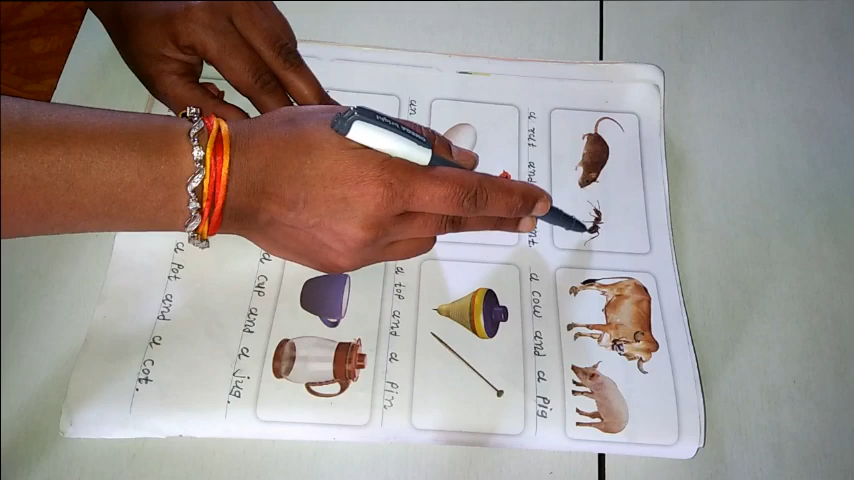 a rat and
a cow and a pig
an
a top and a pin
a cup and a jug.
a pot and a cot.